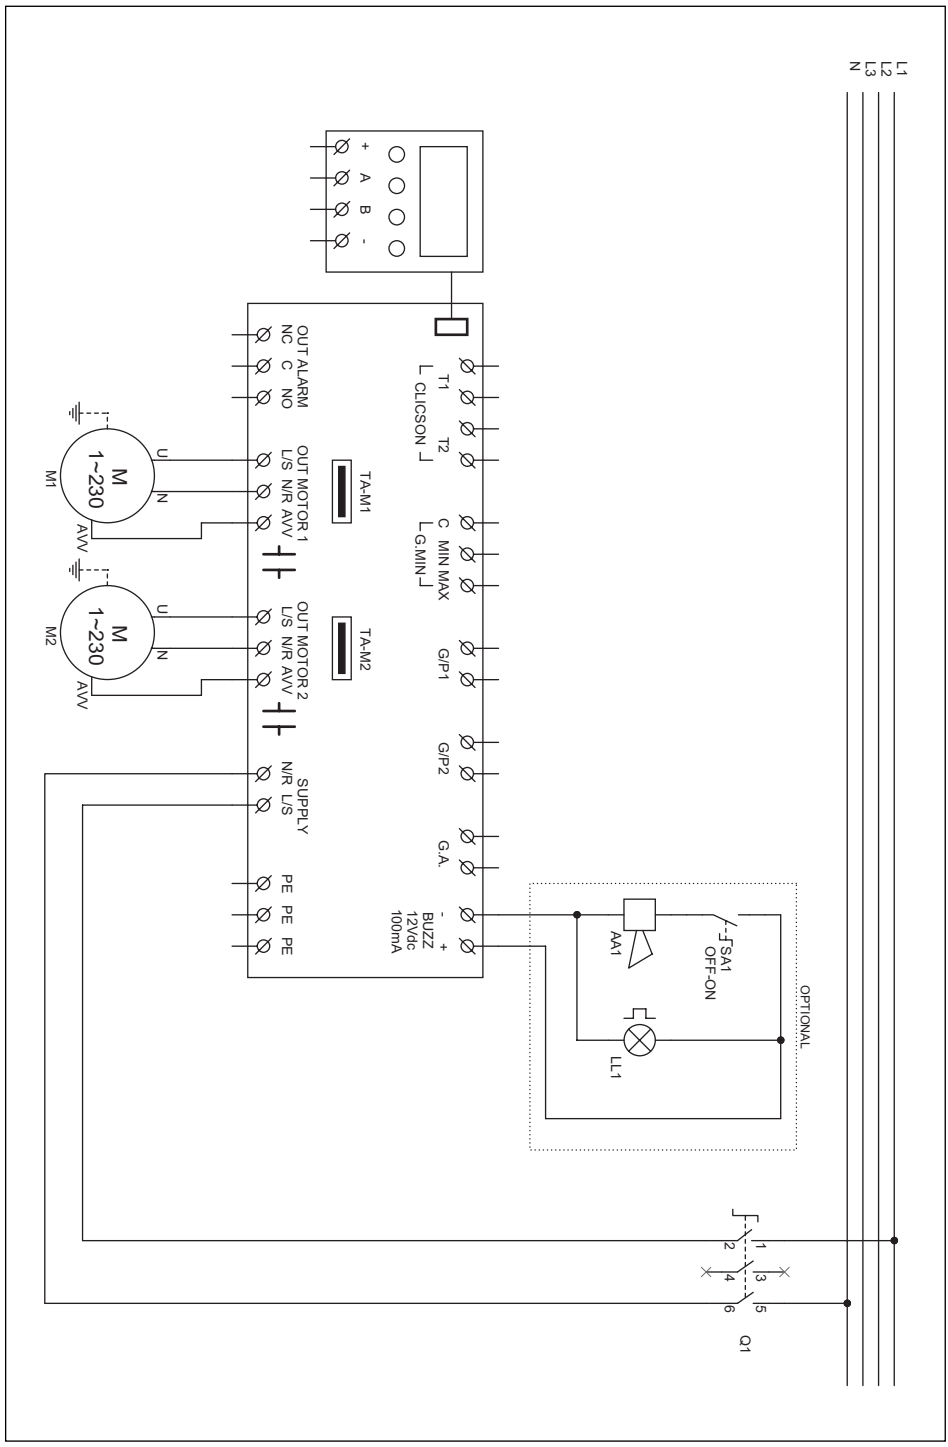 L1
L2
L3
N
+ A B -
T1 T2
CLICSON
C MIN MAX
G.MIN
G/P1
G/P2
G.A.
- +
BUZZ
12Vdc
100mA
TA-M1
TA-M2
OUT ALARM
NC C NO
OUT MOTOR 1
L/S N/R AVV
OUT MOTOR 2
L/S N/R AVV
SUPPLY
N/R L/S
PE PE PE
OPTIONAL
SA1
OFF-ON
AA1
LL1
U N
M
1~230
AVV
M1
U N
M
1~230
AVV
M2
1 3 5
2 4 6
Q1